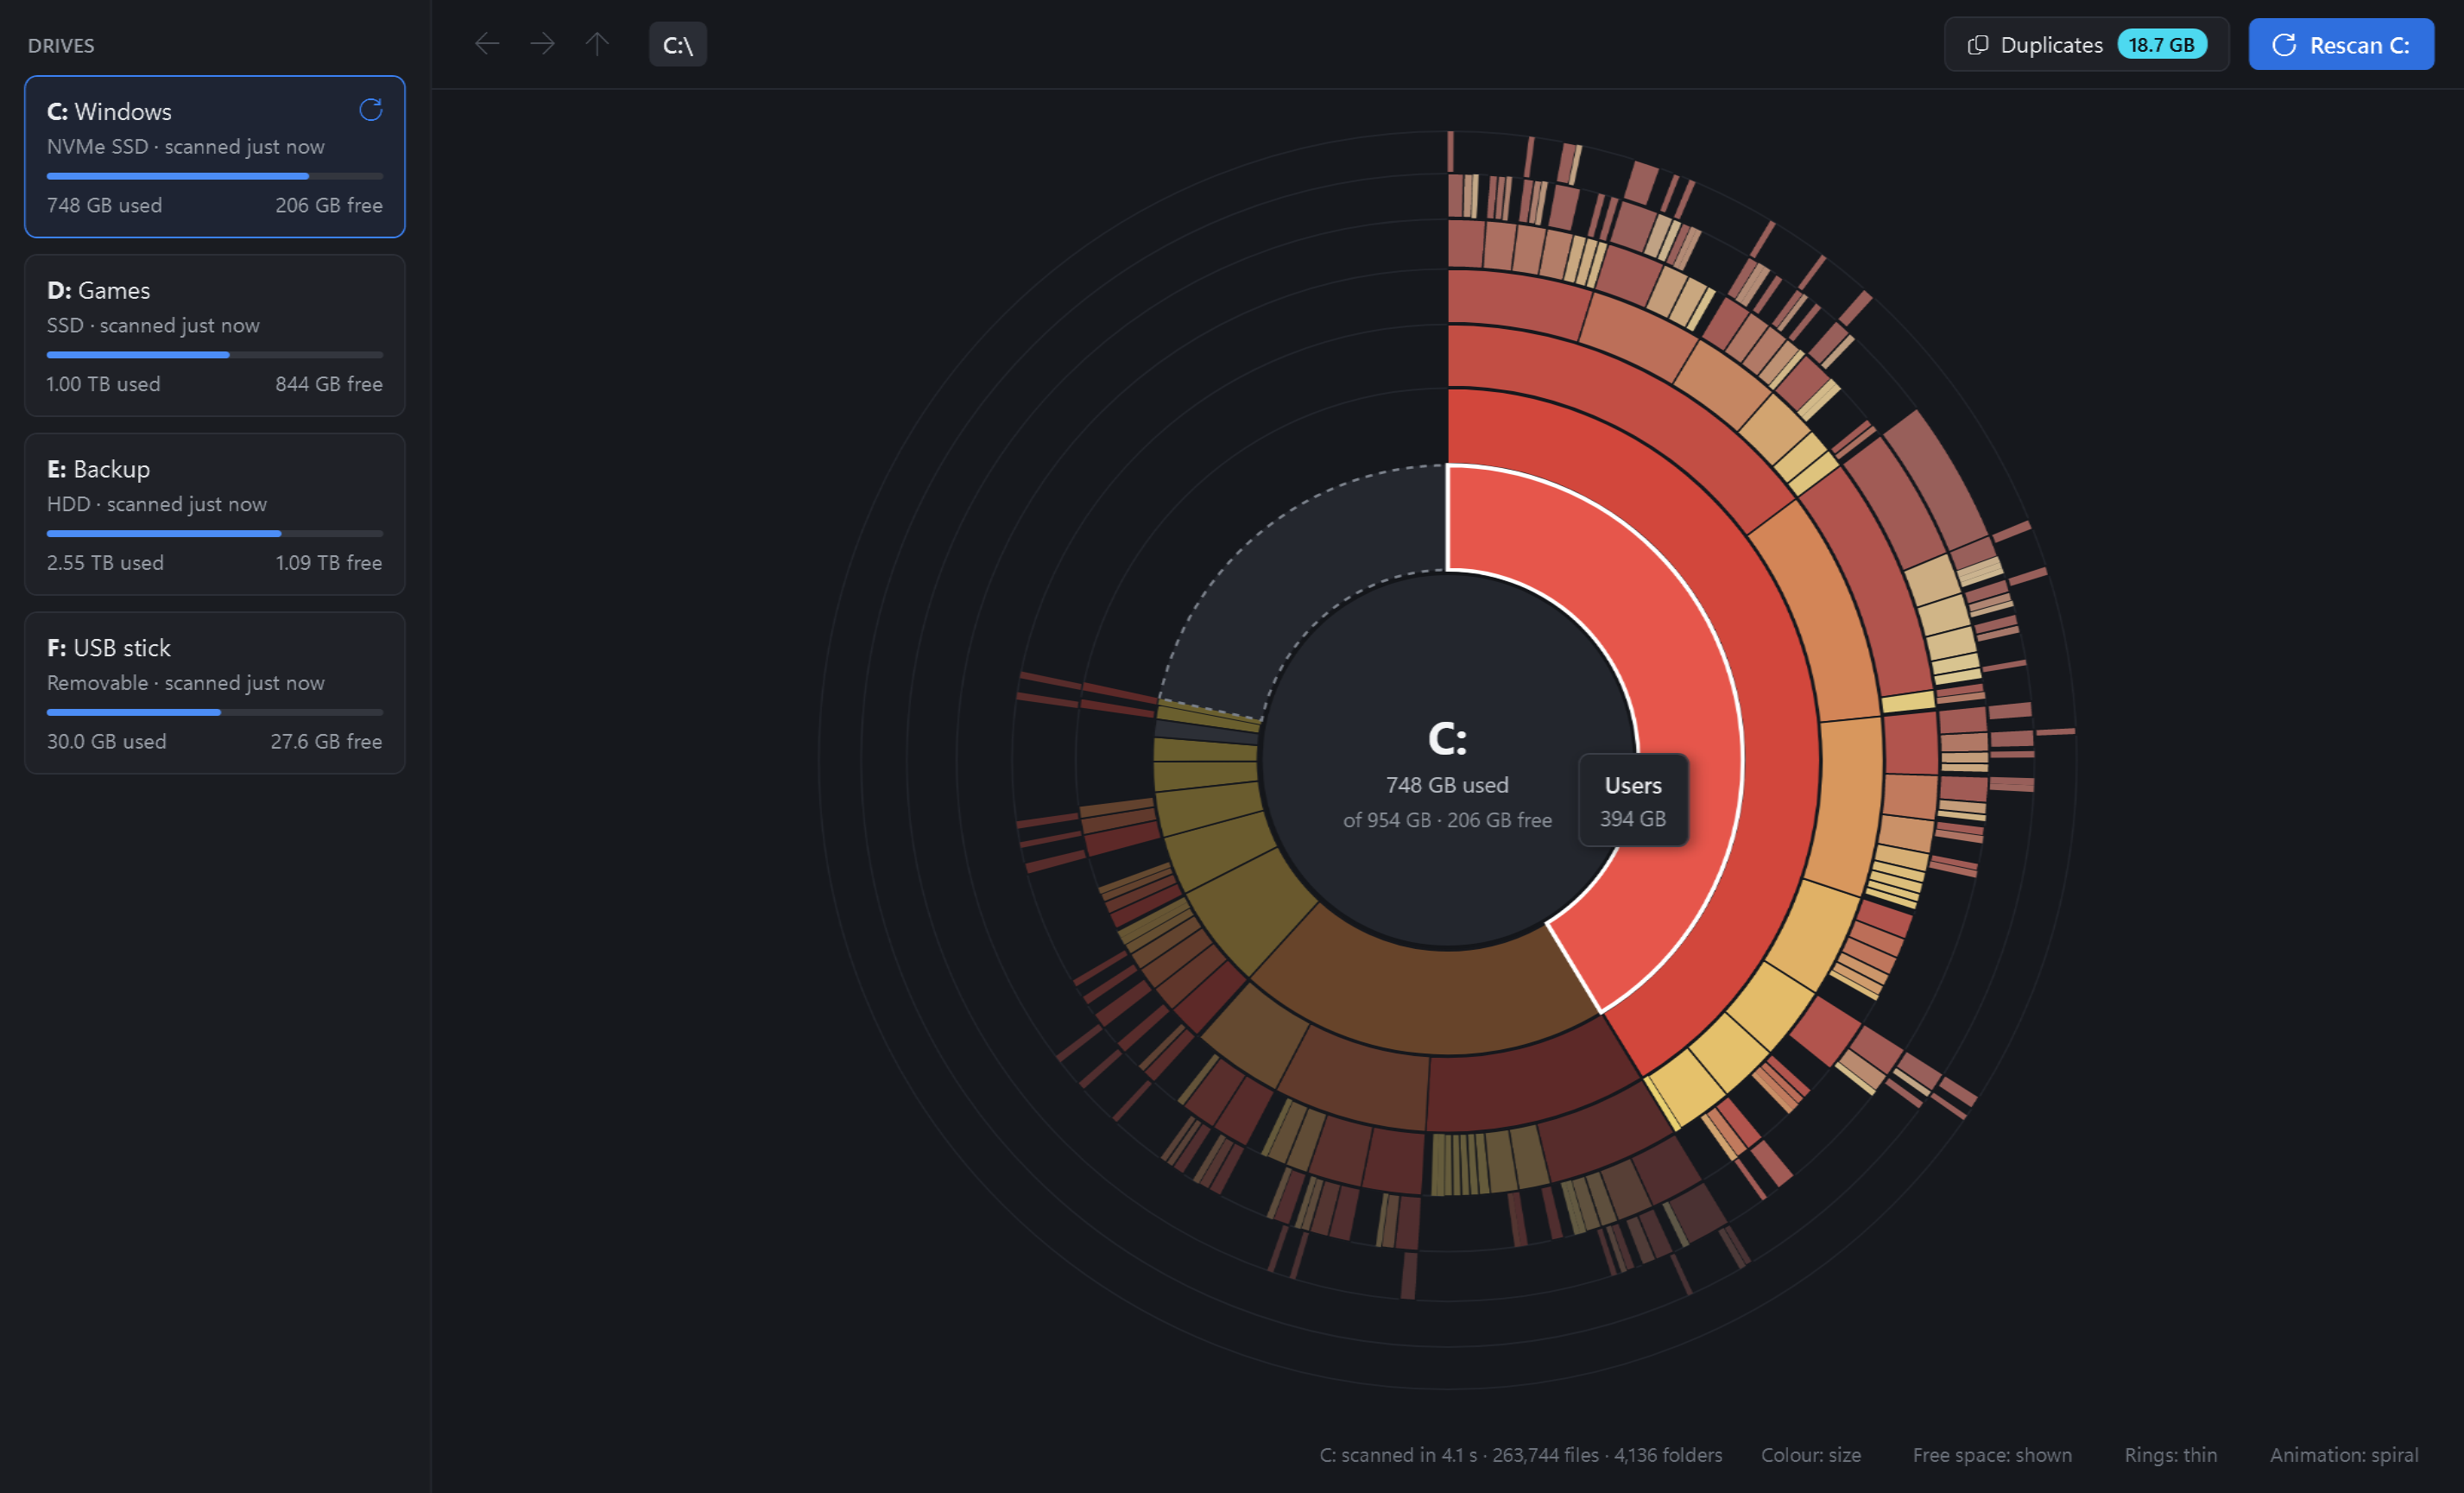 DRIVES
C: Windows
NVMe SSD · scanned just now
748 GB used 206 GB free
D: Games
SSD · scanned just now
1.00 TB used 844 GB free
E: Backup
HDD · scanned just now
2.55 TB used 1.09 TB free
F: USB stick
Removable · scanned just now
30.0 GB used 27.6 GB free
C:\
Duplicates 18.7 GB
Rescan C:
C:
748 GB used
of 954 GB · 206 GB free
Users
394 GB
C: scanned in 4.1 s · 263,744 files · 4,136 folders Colour: size Free space: shown Rings: thin Animation: spiral